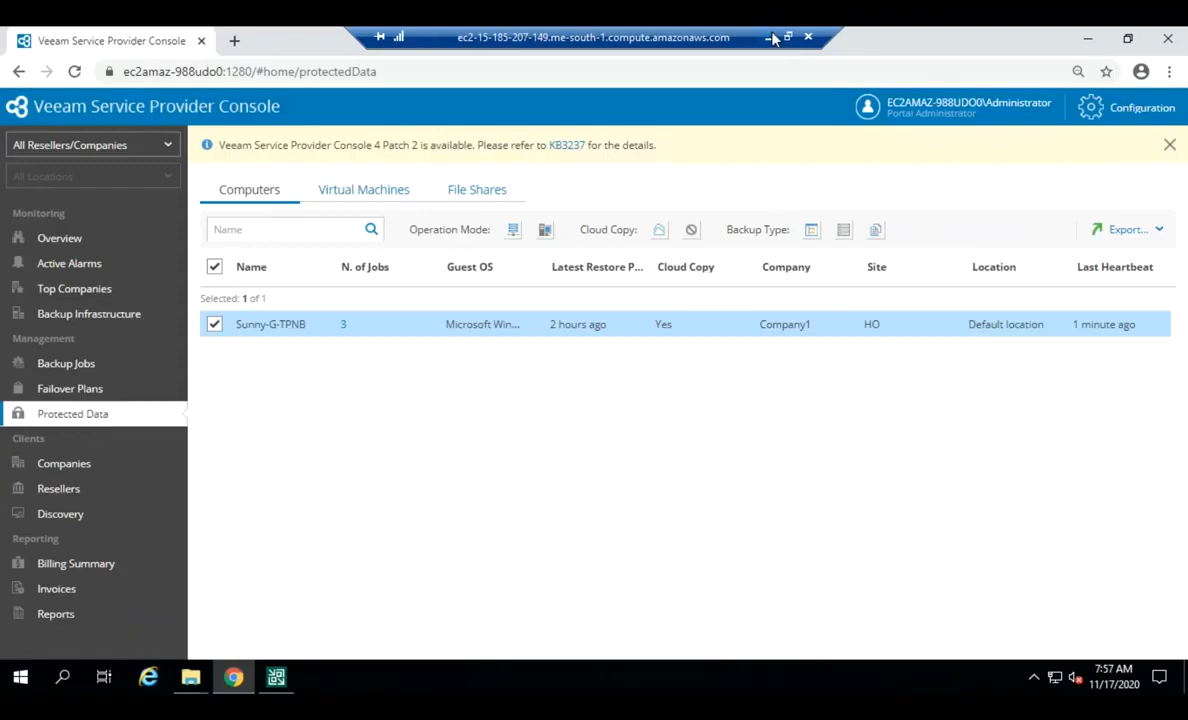 Veeam Service Provider Console
ec2-15-185-207-149.me-south-1.compute.amazonaws.com
ec2amaz-988udo0:1280/#home/protectedData
Veeam Service Provider Console
EC2AMAZ-988UDO0\Administrator
Portal Administrator
Configuration
All Resellers/Companies
All Locations
Veeam Service Provider Console 4 Patch 2 is available. Please refer to KB3237 for the details.
Computers Virtual Machines File Shares
Name Operation Mode: Cloud Copy: Backup Type: Export...
Name N. of Jobs Guest OS Latest Restore P... Cloud Copy Company Site Location Last Heartbeat
Selected: 1 of 1
Sunny-G-TPNB 3 Microsoft Win... 2 hours ago Yes Company1 HO Default location 1 minute ago
Monitoring
Overview
Active Alarms
Top Companies
Backup Infrastructure
Management
Backup Jobs
Failover Plans
Protected Data
Clients
Companies
Resellers
Discovery
Reporting
Billing Summary
Invoices
Reports
7:57 AM
11/17/2020